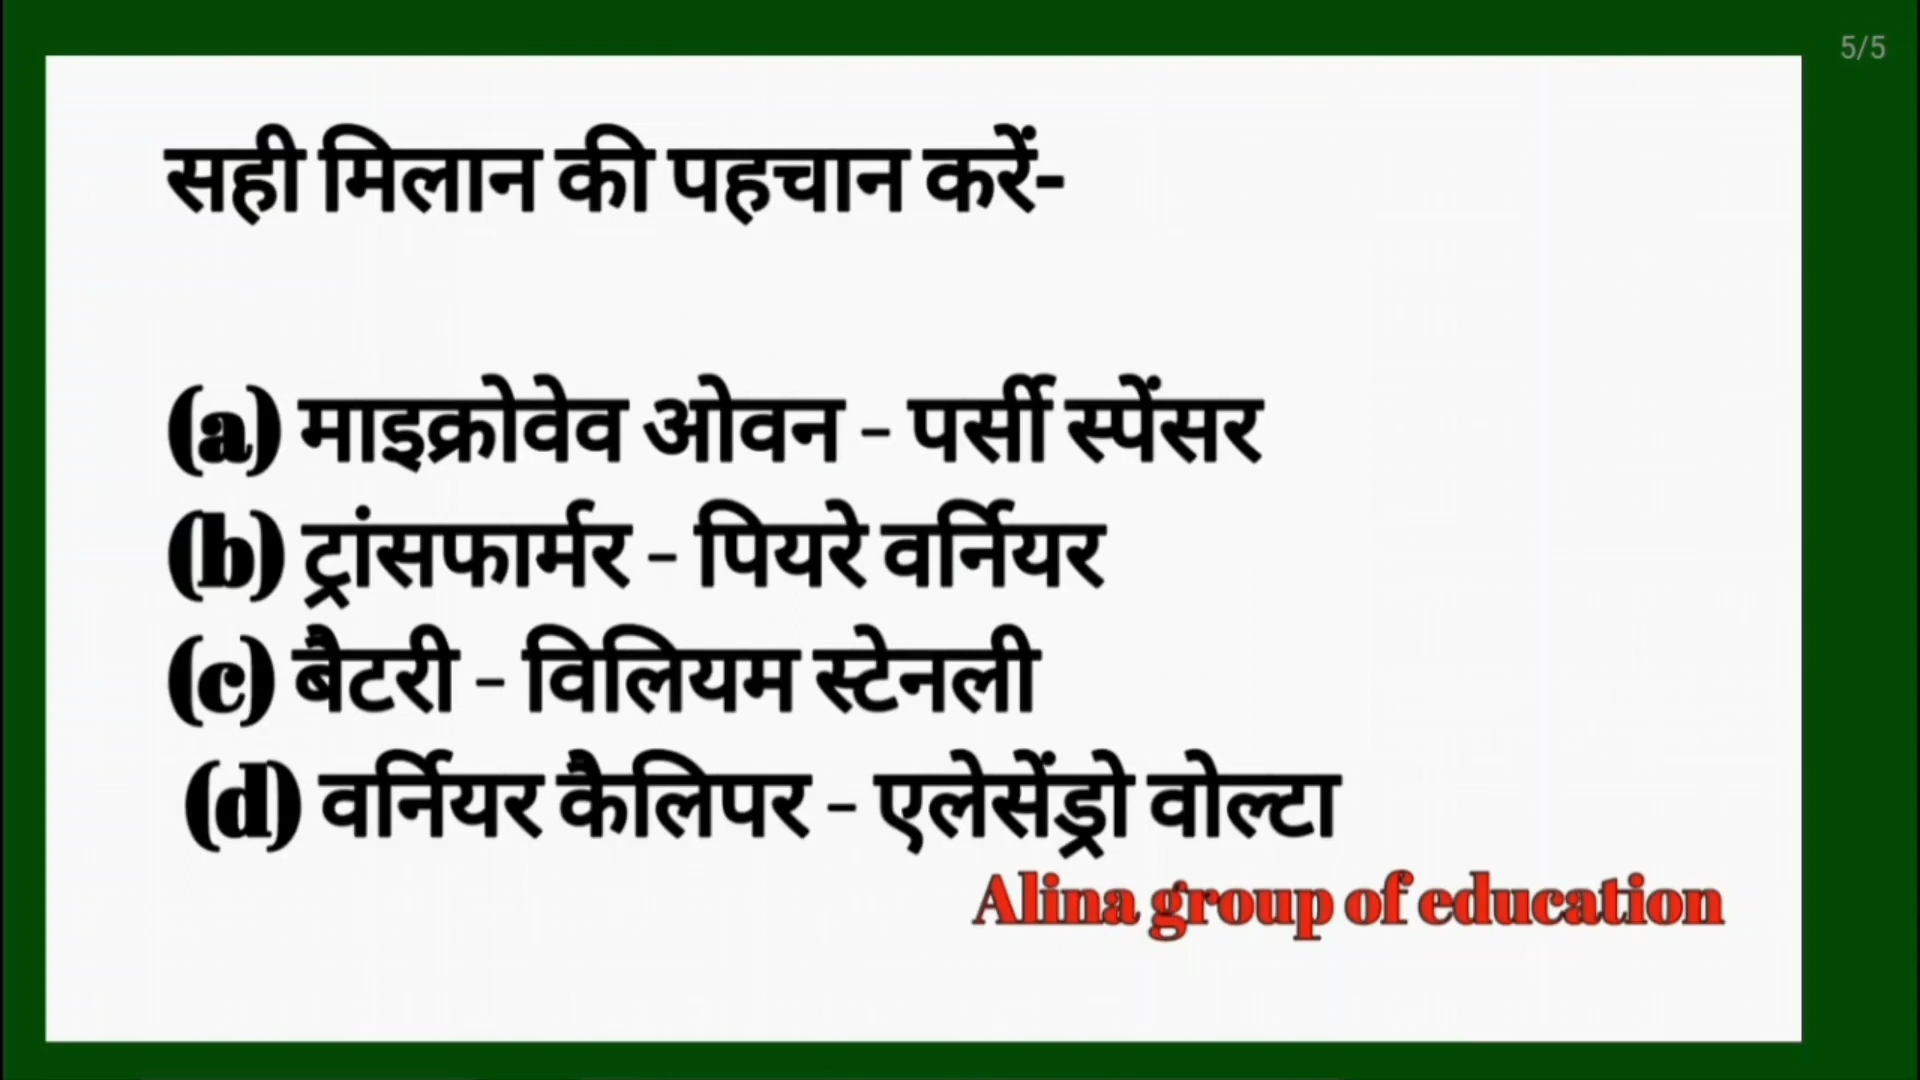 5/5
सही मिलान की पहचान करें-
(a) माइक्रोवेव ओवन - पर्सी स्पेंसर
(b) ट्रांसफार्मर - पियरे वर्नियर
(c) बैटरी - विलियम स्टेनली
(d) वर्नियर कैलिपर - एलेसेंड्रो वोल्टा
Alina group of education